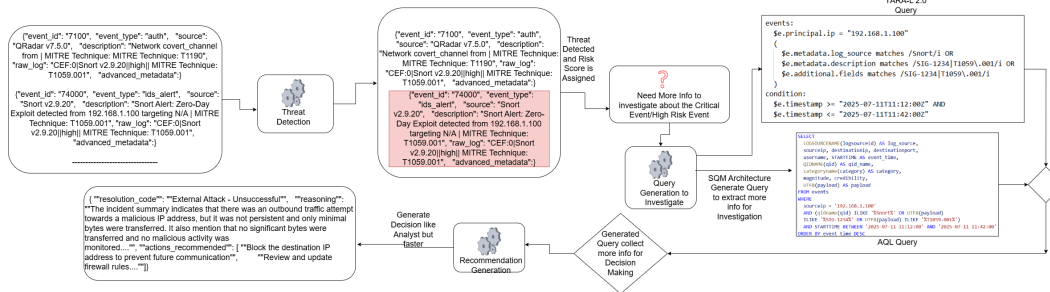 {"event_id": "7100", "event_type": "auth", "source":
"QRadar v7.5.0", "description": "Network covert_channel
from | MITRE Technique: MITRE Technique: T1190",
"raw_log": "CEF:0|Snort v2.9.20||high|| MITRE Technique:
T1059.001", "advanced_metadata":}
{"event_id": "74000", "event_type": "ids_alert", "source":
"Snort v2.9.20", "description": "Snort Alert: Zero-Day
Exploit detected from 192.168.1.100 targeting N/A | MITRE
Technique: T1059.001", "raw_log": "CEF:0|Snort
v2.9.20||high|| MITRE Technique: T1059.001",
"advanced_metadata":}
------------------------------
Threat
Detection
{"event_id": "7100", "event_type": "auth",
"source": "QRadar v7.5.0", "description":
"Network covert_channel from | MITRE Technique:
MITRE Technique: T1190", "raw_log":
"CEF:0|Snort v2.9.20||high|| MITRE Technique:
T1059.001", "advanced_metadata":}
{"event_id": "74000", "event_type":
"ids_alert", "source": "Snort
v2.9.20", "description": "Snort Alert: Zero-
Day Exploit detected from 192.168.1.100
targeting N/A | MITRE Technique:
T1059.001", "raw_log": "CEF:0|Snort
v2.9.20||high|| MITRE Technique:
T1059.001", "advanced_metadata":}
Threat
Detected
and Risk
Score is
Assigned
?
Need More Info to
investigate about the Critical
Event/High Risk Event
Query
Generation to
Investigate
YARA-L 2.0
Query
events:
$e.principal.ip = "192.168.1.100"
(
$e.metadata.log_source matches /Snort/i OR
$e.metadata.description matches /SIG-1234|T1059\.001/i OR
$e.additional.fields matches /SIG-1234|T1059\.001/i
)
condition:
$e.timestamp >= "2025-07-11T11:12:00Z" AND
$e.timestamp <= "2025-07-11T11:42:00Z"
SQM Architecture
Generate Query
to extract more
info for
Investigation
SELECT
LOGSOURCENAME(logsourceid) AS log_source,
sourceip, destinationip, destinationport,
username, STARTTIME AS event_time,
QIDNAME(qid) AS qid_name,
categoryname(category) AS category,
magnitude, credibility,
UTF8(payload) AS payload
FROM events
WHERE
sourceip = '192.168.1.100'
AND (qidname(qid) ILIKE '%Snort%' OR UTF8(payload)
ILIKE '%SIG-1234%' OR UTF8(payload) ILIKE '%T1059.001%')
AND STARTTIME BETWEEN '2025-07-11 11:12:00' AND '2025-07-11 11:42:00'
ORDER BY event_time DESC
AQL Query
Generated
Query collect
more info for
Decision
Making
Recommendation
Generation
Generate
Decision like
Analyst but
faster
{ ""resolution_code"": ""External Attack - Unsuccessful"", ""reasoning"":
""The incident summary indicates that there was an outbound traffic attempt
towards a malicious IP address, but it was not persistent and only minimal
bytes were transferred. It also mention that no significant bytes were
transferred and no malicious activity was
monitored....."", ""actions_recommended"": [ ""Block the destination IP
address to prevent future communication"", ""Review and update
firewall rules....""]}